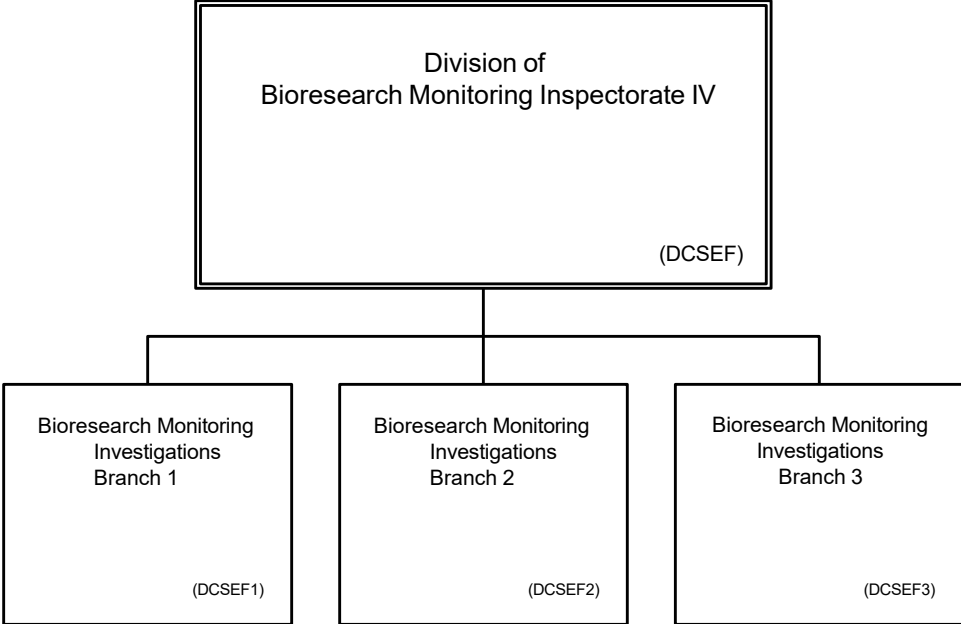 Division of
Bioresearch Monitoring Inspectorate IV
(DCSEF)
Bioresearch Monitoring
Investigations
Branch 1
(DCSEF1)
Bioresearch Monitoring
Investigations
Branch 2
(DCSEF2)
Bioresearch Monitoring
Investigations
Branch 3
(DCSEF3)